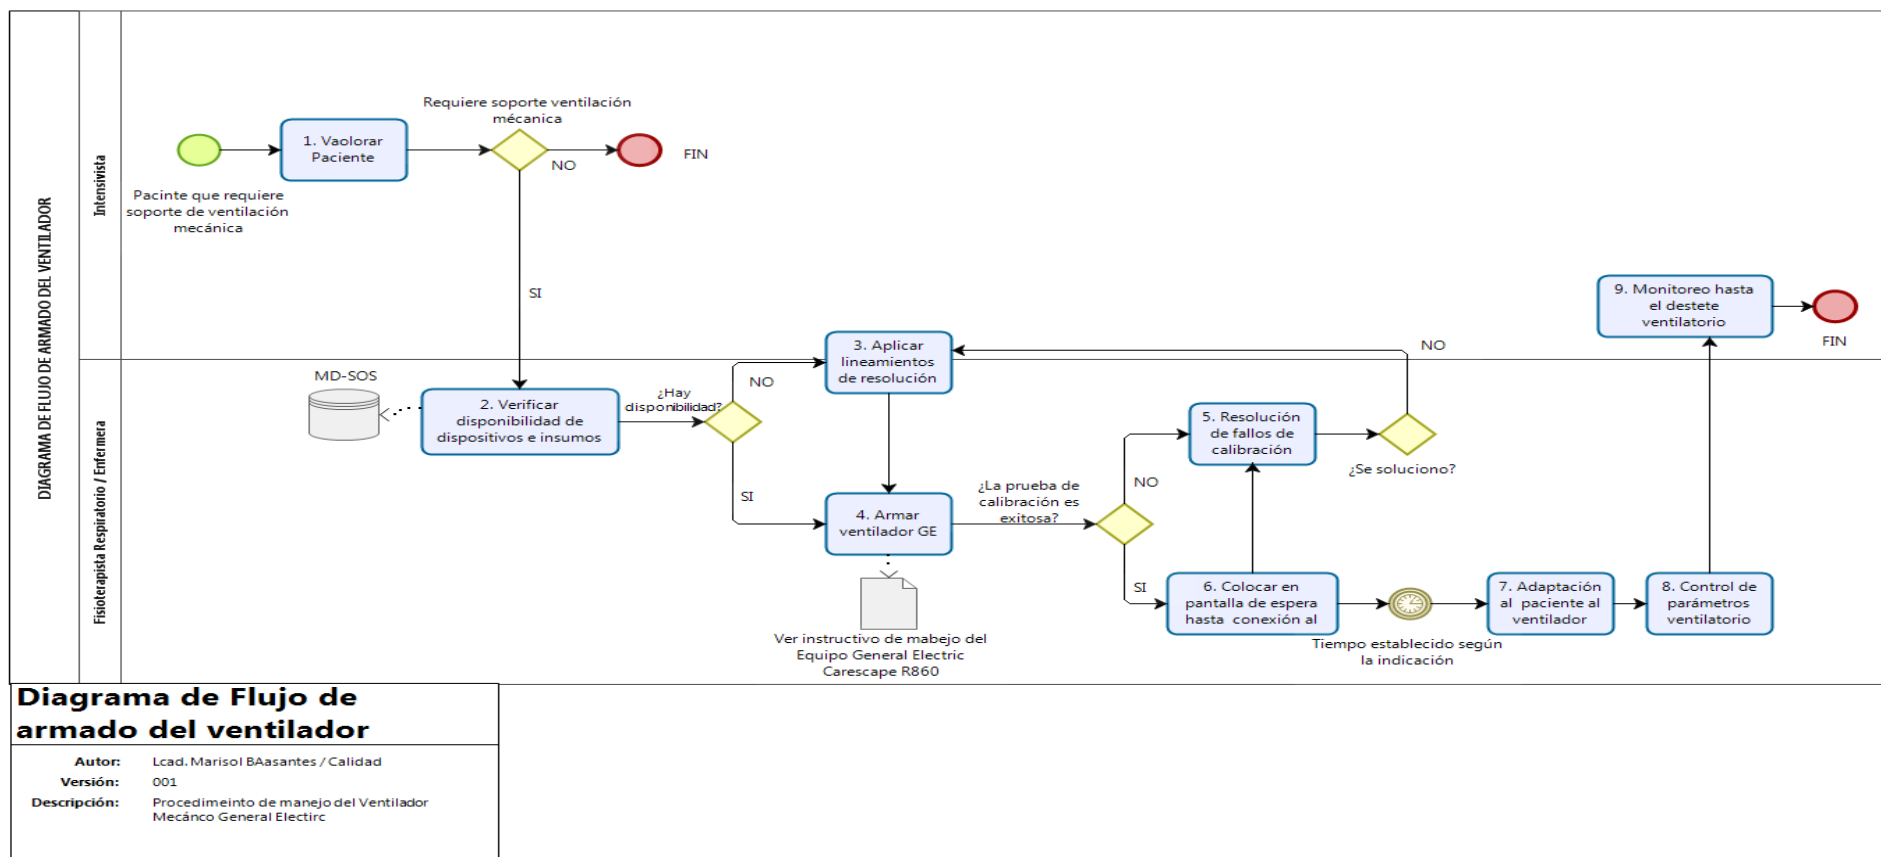 DIAGRAMA DE FLUJO DE ARMADO DEL VENTILADOR
Intensivista
Pacinte que requiere
soporte de ventilación
mecánica
1. Vaolorar
Paciente
Requiere soporte ventilación
mécanica
NO
FIN
SI
Fisioterapista Respiratorio / Enfermera
MD-SOS
2. Verificar
disponibilidad de
dispositivos e insumos
¿Hay
disponibilidad?
NO
SI
3. Aplicar
lineamientos
de resolución
4. Armar
ventilador GE
Ver instructivo de mabejo del
Equipo General Electric
Carescape R860
¿La prueba de
calibración es
exitosa?
NO
SI
5. Resolución
de fallos de
calibración
¿Se soluciono?
NO
6. Colocar en
pantalla de espera
hasta conexión al
Tiempo establecido según
la indicación
7. Adaptación
al paciente al
ventilador
8. Control de
parámetros
ventilatorio
9. Monitoreo hasta
el destete
ventilatorio
FIN
Diagrama de Flujo de
armado del ventilador
Autor: Lcad. Marisol BAasantes / Calidad
Versión: 001
Descripción: Procedimeinto de manejo del Ventilador
Mecánco General Electirc